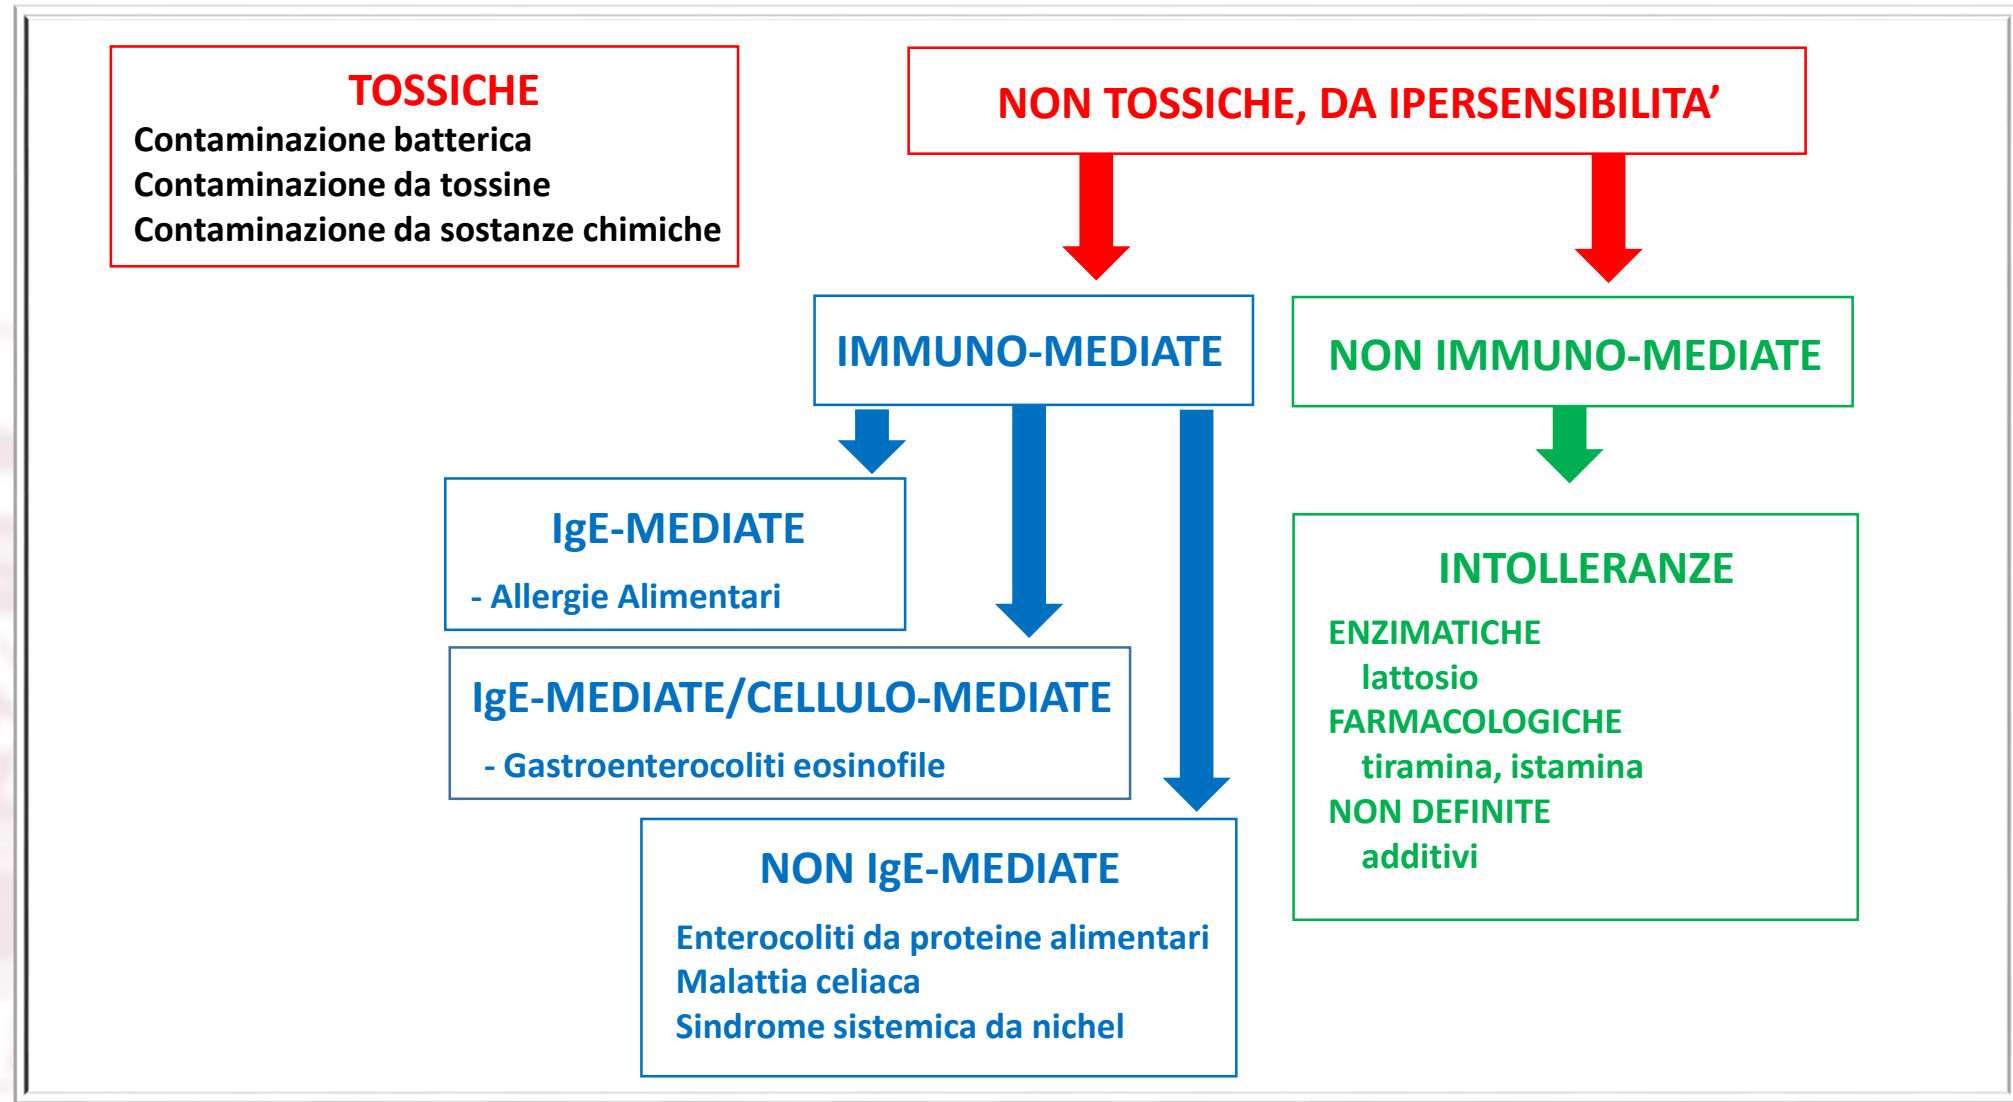 TOSSICHE
Contaminazione batterica
Contaminazione da tossine
Contaminazione da sostanze chimiche
NON TOSSICHE, DA IPERSENSIBILITA’
IMMUNO-MEDIATE
NON IMMUNO-MEDIATE
IgE-MEDIATE
- Allergie Alimentari
IgE-MEDIATE/CELLULO-MEDIATE
- Gastroenterocoliti eosinofile
NON IgE-MEDIATE
Enterocoliti da proteine alimentari
Malattia celiaca
Sindrome sistemica da nichel
INTOLLERANZE
ENZIMATICHE
lattosio
FARMACOLOGICHE
tiramina, istamina
NON DEFINITE
additivi